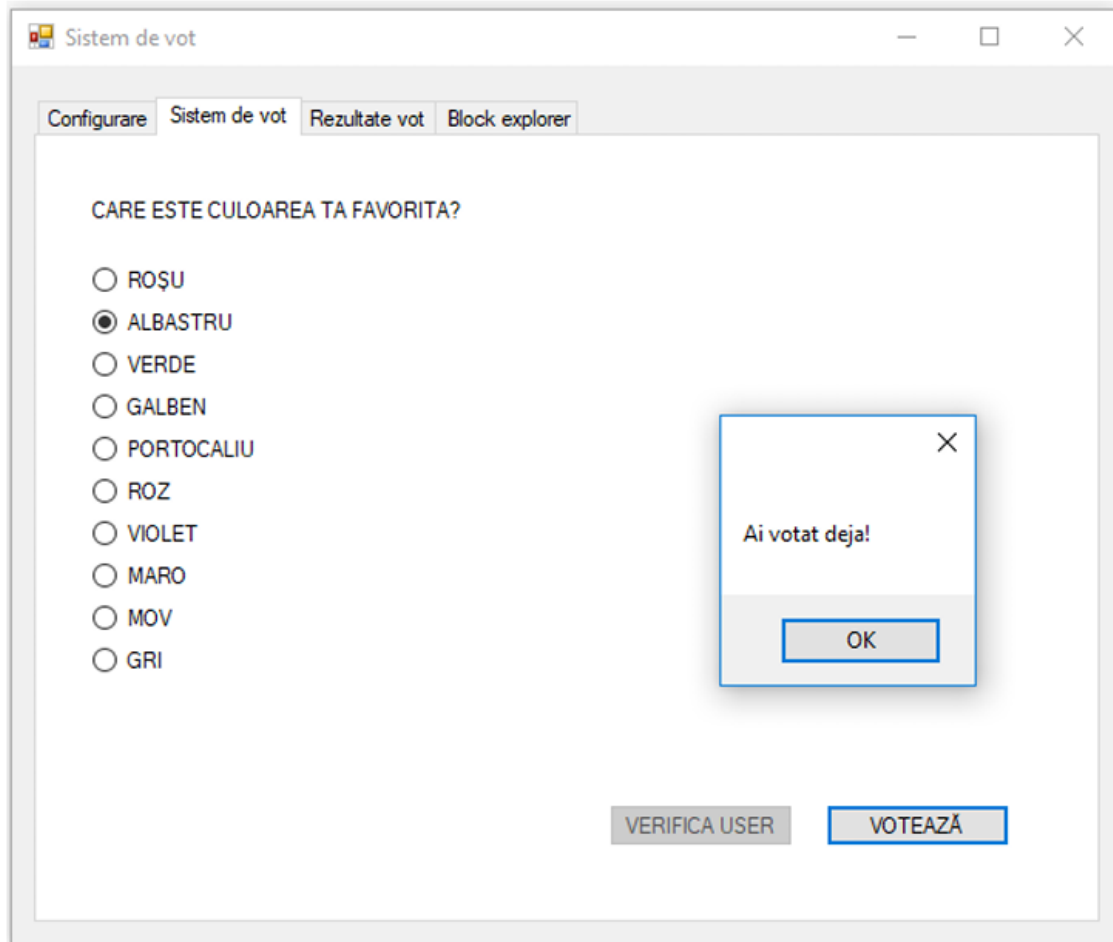 Sistem de vot
Configurare Sistem de vot Rezultate vot Block explorer
CARE ESTE CULOAREA TA FAVORITA?
ROȘU
ALBASTRU
VERDE
GALBEN
PORTOCALIU
ROZ
VIOLET
MARO
MOV
GRI
Ai votat deja!
OK
VERIFICA USER VOTEAZĂ